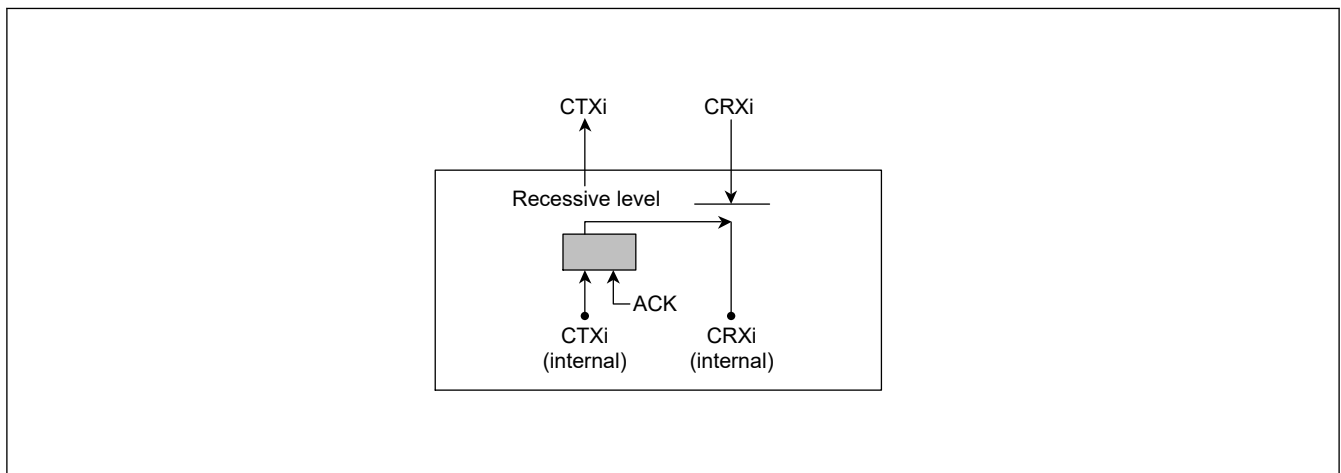 CTXi
CRXi
Recessive level
ACK
CTXi
(internal)
CRXi
(internal)